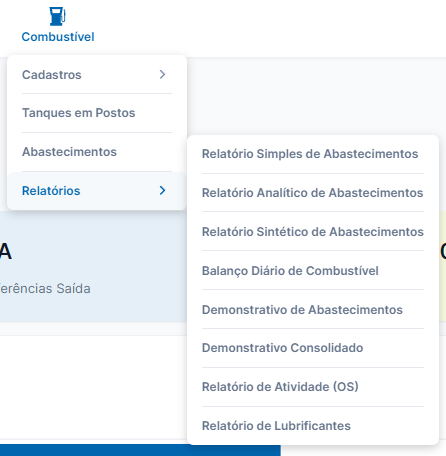 Combustível
Cadastros
Tanques em Postos
Abastecimentos
Relatórios
Relatório Simples de Abastecimentos
Relatório Analítico de Abastecimentos
Relatório Sintético de Abastecimentos
Balanço Diário de Combustível
Demonstrativo de Abastecimentos
Demonstrativo Consolidado
Relatório de Atividade (OS)
Relatório de Lubrificantes
A
erências Saída